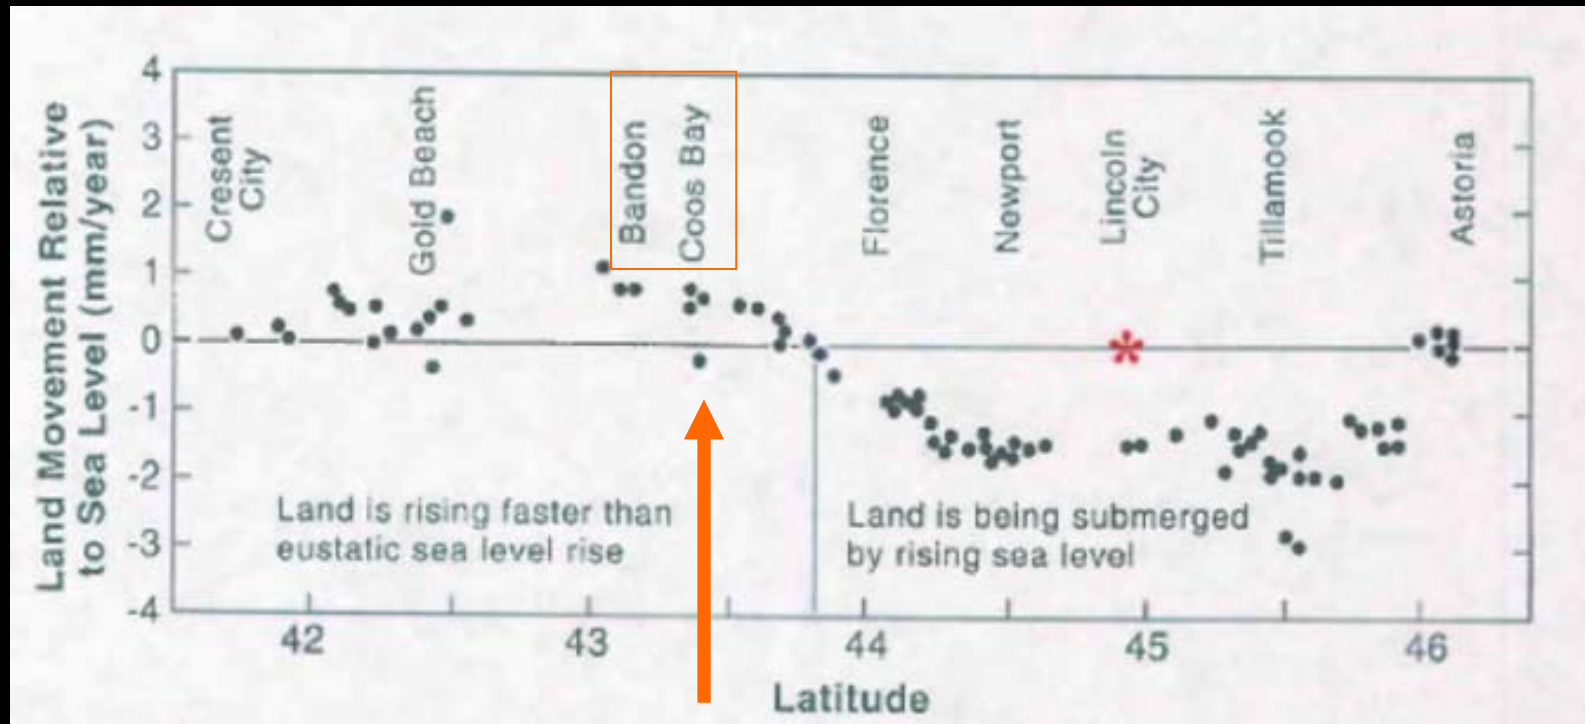 Land Movement Relative
to Sea Level (mm/year)
4
3
2
1
0
-1
-2
-3
-4
Cresent
City
Gold Beach
Bandon
Coos Bay
Florence
Newport
Lincoln
City
Tillamook
Astoria
*
Land is rising faster than
eustatic sea level rise
Land is being submerged
by rising sea level
42
43
44
45
46
Latitude